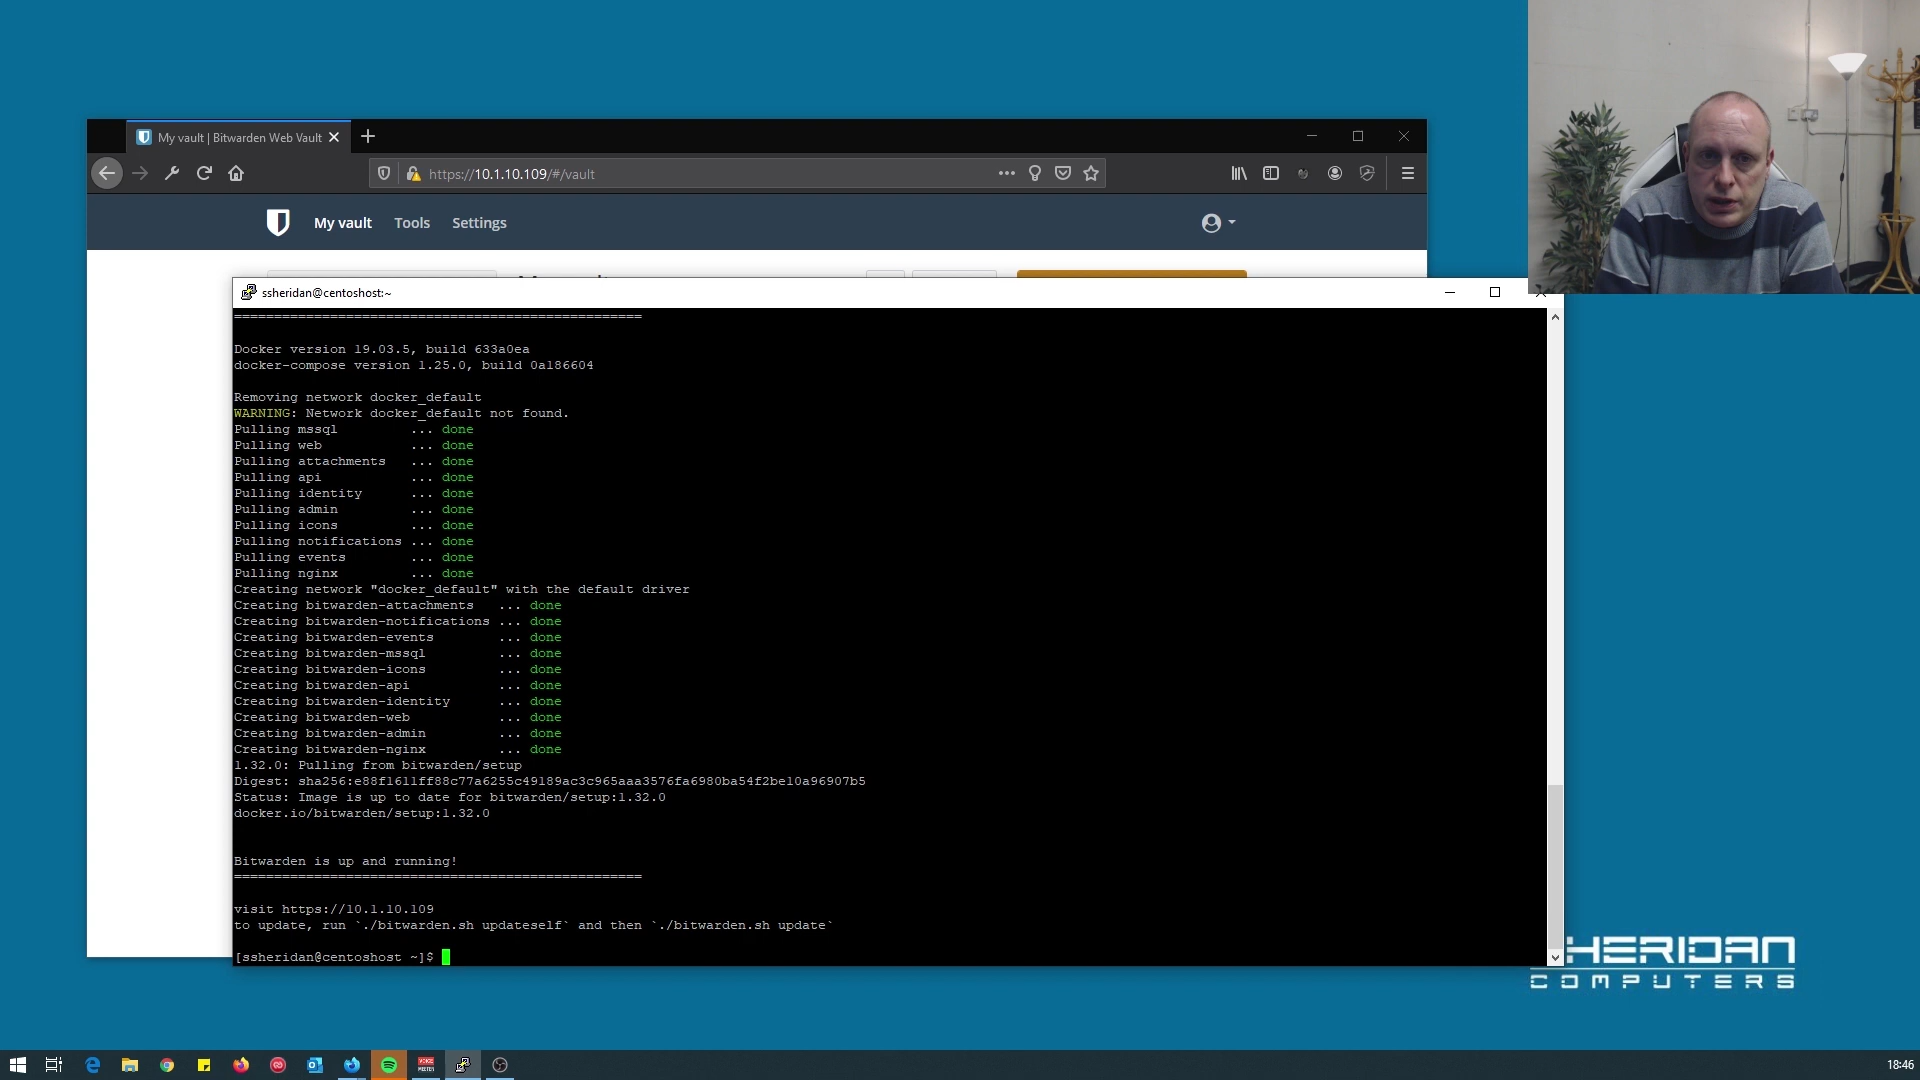 My vault | Bitwarden Web Vault
https://10.1.10.109/#/vault
My vault Tools Settings
ssheridan@centoshost:~
===================================================
Docker version 19.03.5, build 633a0ea
docker-compose version 1.25.0, build 0a186604
Removing network docker_default
WARNING: Network docker_default not found.
Pulling mssql ... done
Pulling web ... done
Pulling attachments ... done
Pulling api ... done
Pulling identity ... done
Pulling admin ... done
Pulling icons ... done
Pulling notifications ... done
Pulling events ... done
Pulling nginx ... done
Creating network "docker_default" with the default driver
Creating bitwarden-attachments ... done
Creating bitwarden-notifications ... done
Creating bitwarden-events ... done
Creating bitwarden-mssql ... done
Creating bitwarden-icons ... done
Creating bitwarden-api ... done
Creating bitwarden-identity ... done
Creating bitwarden-web ... done
Creating bitwarden-admin ... done
Creating bitwarden-nginx ... done
1.32.0: Pulling from bitwarden/setup
Digest: sha256:e88f1611ff88c77a6255c49189ac3c965aaa3576fa6980ba54f2be10a96907b5
Status: Image is up to date for bitwarden/setup:1.32.0
docker.io/bitwarden/setup:1.32.0
Bitwarden is up and running!
===================================================
visit https://10.1.10.109
to update, run `./bitwarden.sh updateself` and then `./bitwarden.sh update`
[ssheridan@centoshost ~]$
SHERIDAN
COMPUTERS
18:46